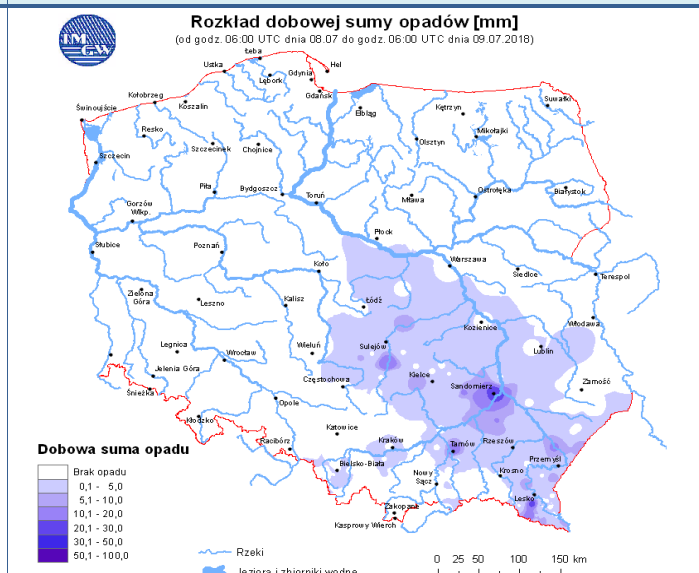 Rozkład dobowej sumy opadów [mm]
(od godz. 06:00 UTC dnia 08.07 do godz. 06:00 UTC dnia 09.07.2018)
IM
GW
Łeba
Ustka
Hel
Gdynia
Lębork
Gdańsk
Kołobrzeg
Koszalin
Świnoujście
Elbląg
Kętrzyn
Suwałki
Resko
Mikołajki
Szczecinek
Chojnice
Olsztyn
Szczecin
Piła
Bydgoszcz
Toruń
Mława
Ostrołęka
Białystok
Gorzów
Wlkp.
Płock
Słubice
Poznań
Koło
Warszawa
Siedlce
Terespol
Zielona
Góra
Leszno
Kalisz
Łódź
Kozienice
Włodawa
Legnica
Wrocław
Wieluń
Sulejów
Lublin
Jelenia Góra
Śnieżka
Częstochowa
Kielce
Sandomierz
Zamość
Opole
Kłodzko
Katowice
Racibórz
Kraków
Tarnów
Rzeszów
Przemyśl
Bielsko-Biała
Nowy
Sącz
Krosno
Lesko
Zakopane
Kasprowy Wierch
Dobowa suma opadu
Brak opadu
0,1 - 5,0
5,1 - 10,0
10,1 - 20,0
20,1 - 30,0
30,1 - 50,0
50,1 - 100,0
Rzeki
jeziora i zbiorniki wodne
0 25 50 100 150 km